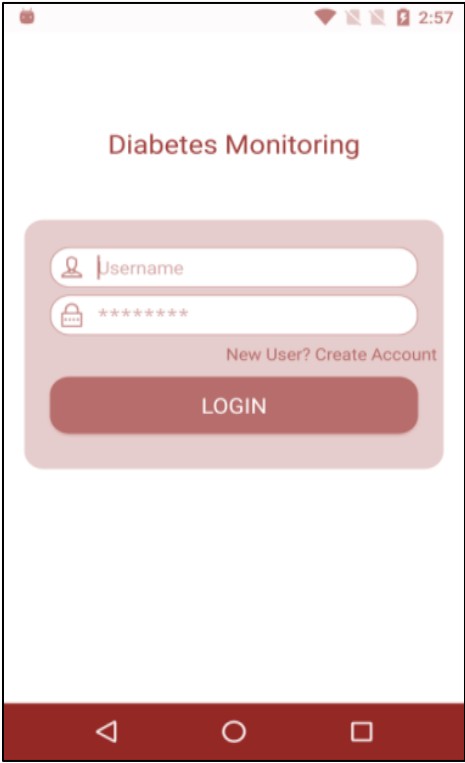 2:57
Diabetes Monitoring
Username
********
New User? Create Account
LOGIN